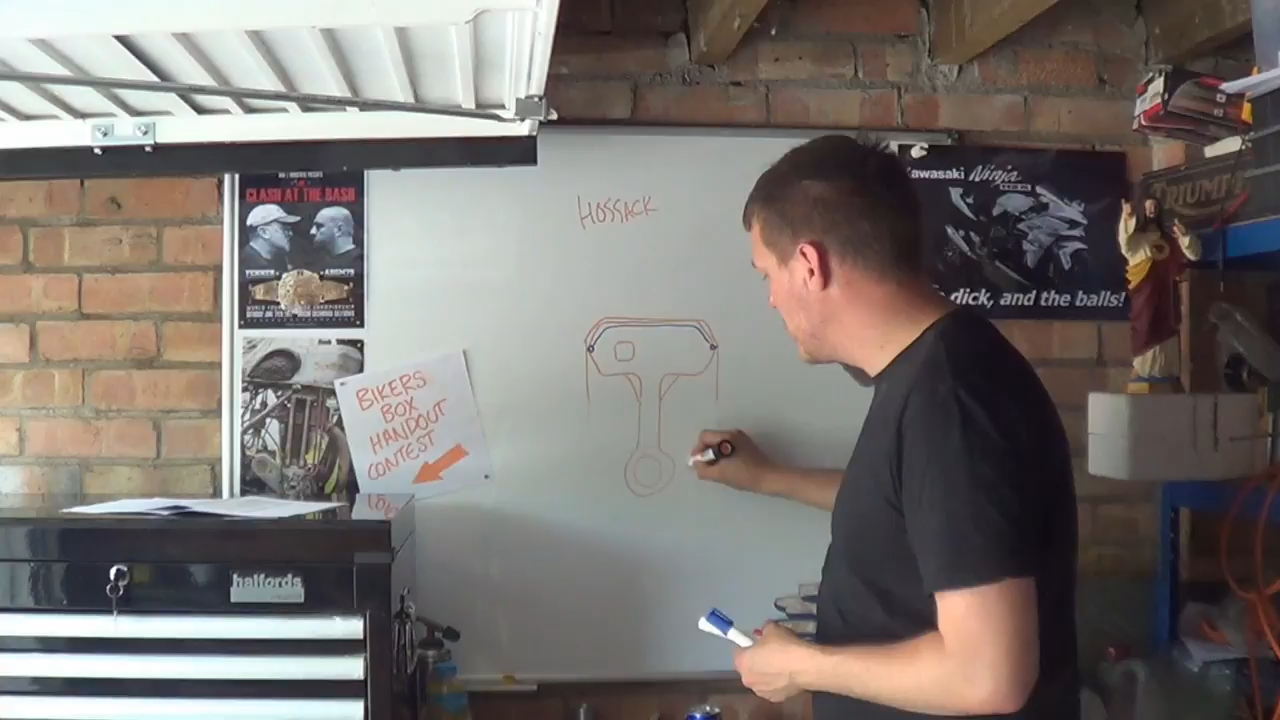 CLASH AT THE BASH
HOSSACK
Kawasaki Ninja
dick, and the balls!
TRIUMPH
BIKERS
BOX
HANDOUT
CONTEST
halfords